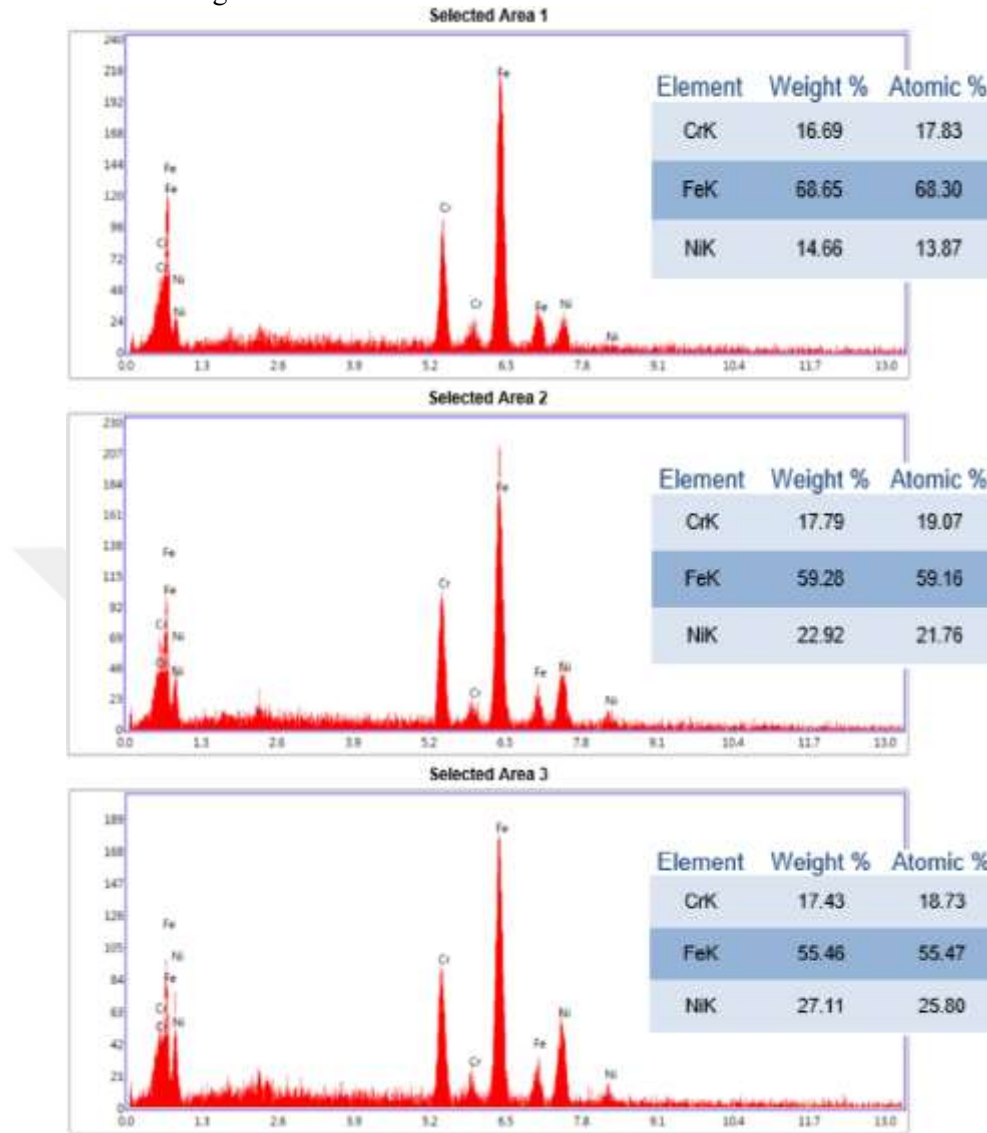 Selected Area 1
Element Weight % Atomic %
CrK 16.69 17.83
FeK 68.65 68.30
NiK 14.66 13.87
240
216
192
168
144
120
96
72
48
24
0
Fe
Fe
Fe
Cr
Ni
Ni
Cr
Cr
Fe
Ni
Ni
0.0 1.3 2.6 3.9 5.2 6.5 7.8 9.1 10.4 11.7 13.0
Selected Area 2
Element Weight % Atomic %
CrK 17.79 19.07
FeK 59.28 59.16
NiK 22.92 21.76
230
207
184
161
138
115
92
69
46
23
0
Fe
Fe
Fe
Ni
Ni
Cr
Cr
Fe
Ni
Ni
0.0 1.3 2.6 3.9 5.2 6.5 7.8 9.1 10.4 11.7 13.0
Selected Area 3
Element Weight % Atomic %
CrK 17.43 18.73
FeK 55.46 55.47
NiK 27.11 25.80
189
168
147
126
105
84
63
42
21
0
Fe
Fe
Ni
Fe
Cr
Ni
Cr
Cr
Fe
Ni
Ni
0.0 1.3 2.6 3.9 5.2 6.5 7.8 9.1 10.4 11.7 13.0